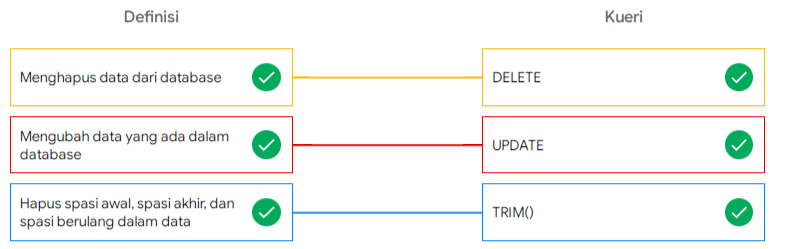 Definisi
Kueri
Menghapus data dari database
DELETE
Mengubah data yang ada dalam
database
UPDATE
Hapus spasi awal, spasi akhir, dan
spasi berulang dalam data
TRIM()